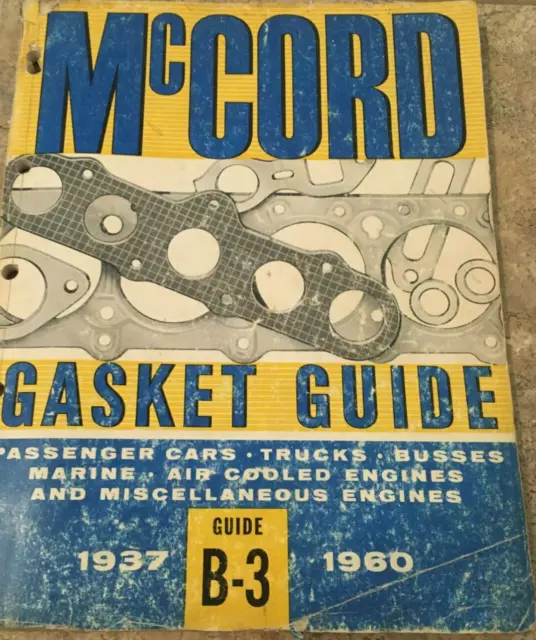 McCORD
GASKET GUIDE
PASSENGER CARS · TRUCKS · BUSSES
MARINE · AIR COOLED ENGINES
AND MISCELLANEOUS ENGINES
GUIDE
1937 B-3 1960